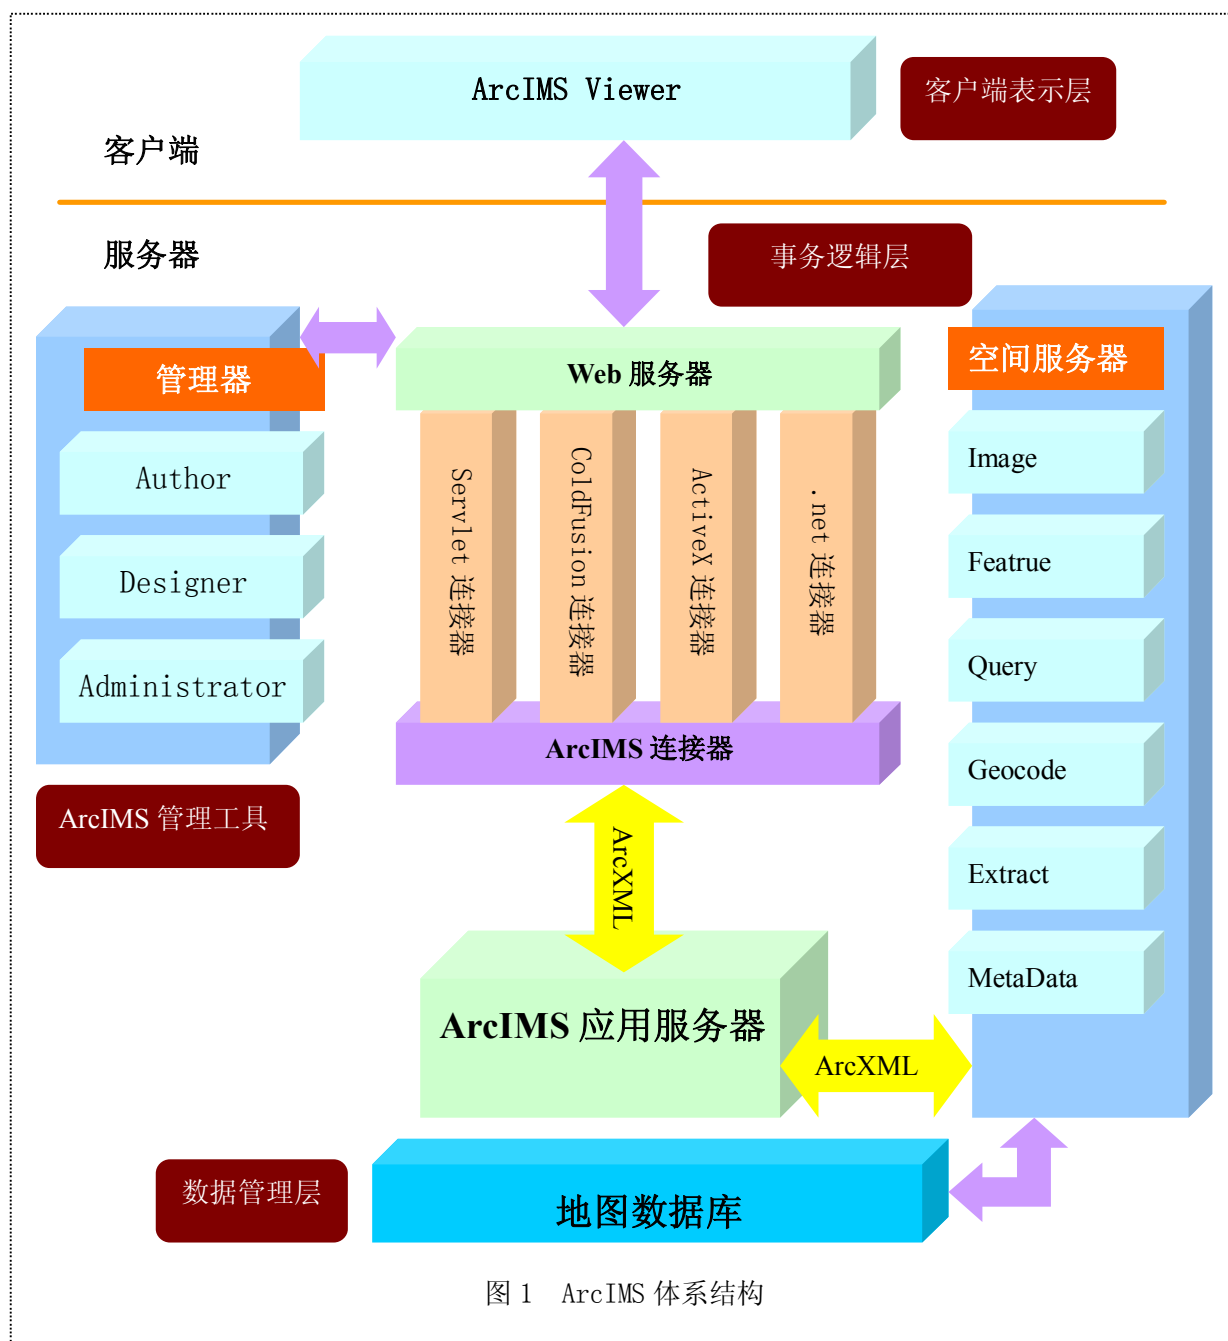 ArcIMS Viewer
客户端表示层
客户端
服务器
事务逻辑层
管理器
Author
Designer
Administrator
ArcIMS 管理工具
Web 服务器
Servlet 连接器
ColdFusion 连接器
ActiveX 连接器
.net 连接器
ArcIMS 连接器
ArcXML
ArcIMS 应用服务器
ArcXML
空间服务器
Image
Featrue
Query
Geocode
Extract
MetaData
数据管理层
地图数据库
图 1 ArcIMS 体系结构